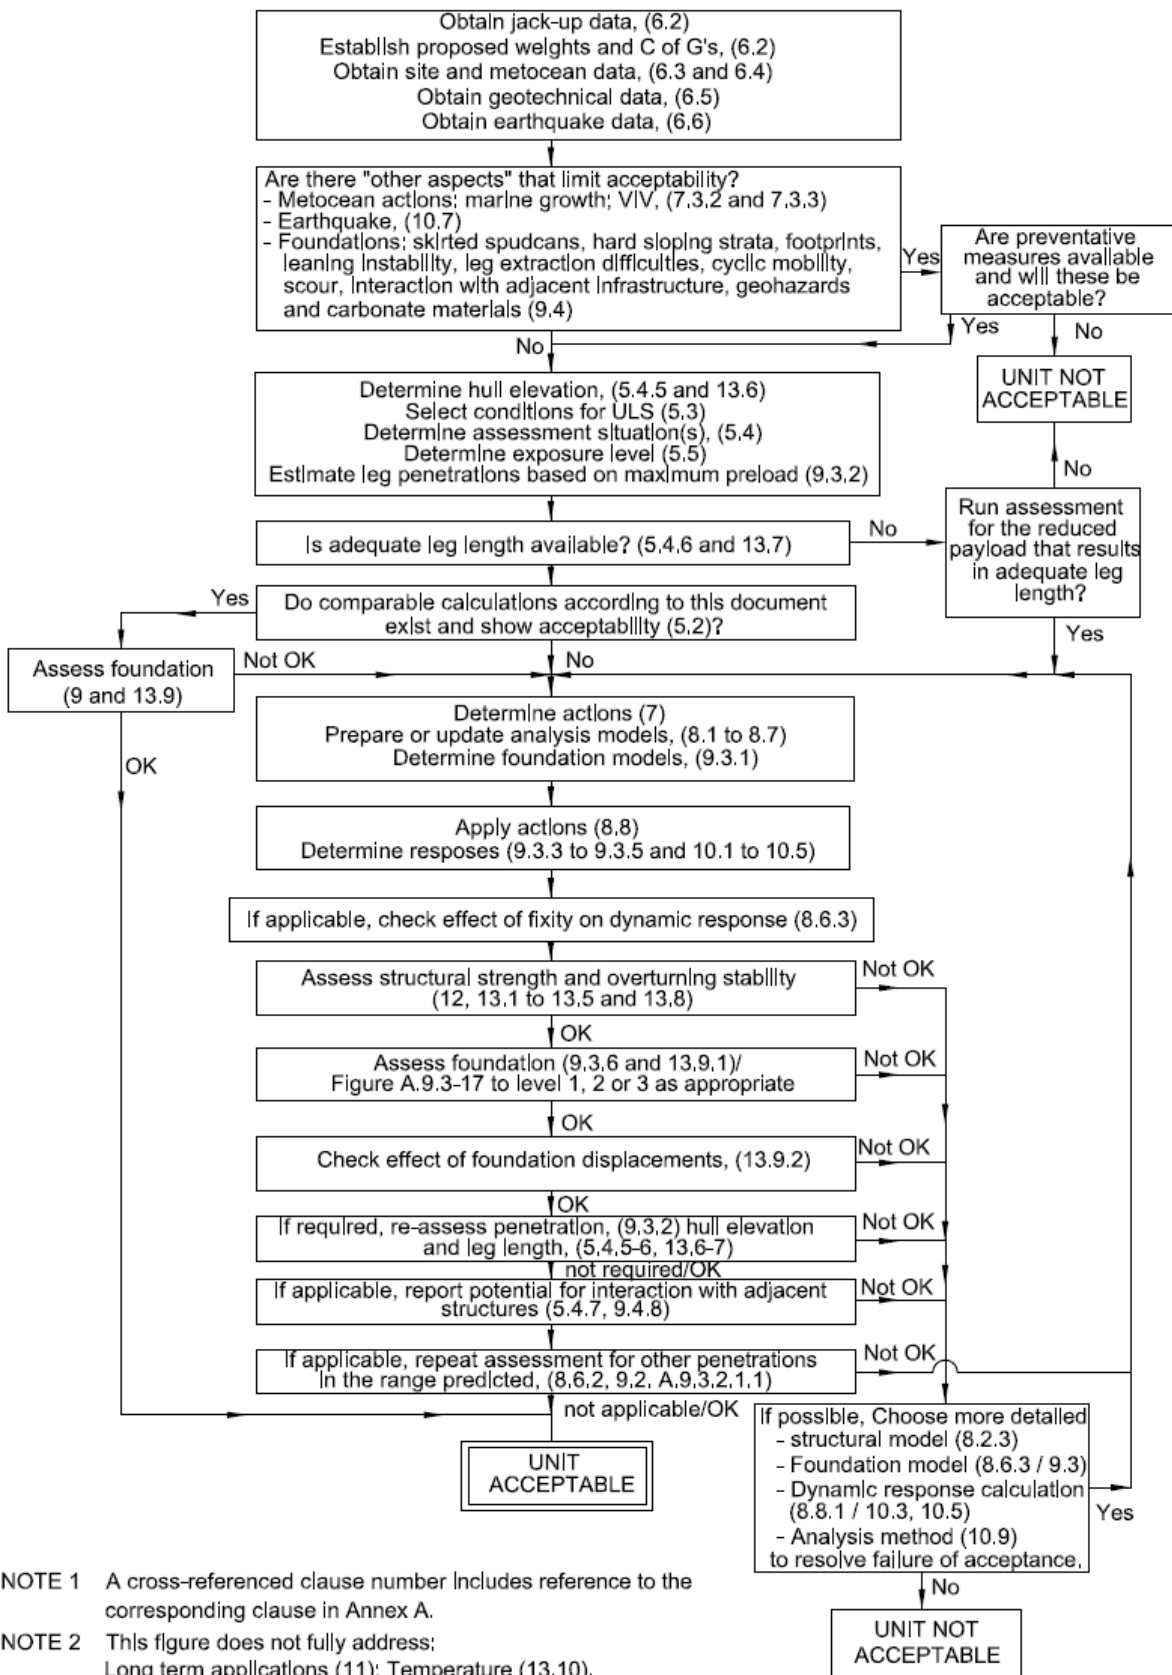 Obtain jack-up data, (6.2)
Establish proposed weights and C of G's, (6.2)
Obtain site and metocean data, (6.3 and 6.4)
Obtain geotechnical data, (6.5)
Obtain earthquake data, (6.6)
Are there "other aspects" that limit acceptability?
- Metocean actions: marine growth; VIV, (7.3.2 and 7.3.3)
- Earthquake, (10.7)
- Foundations: skirted spudcans, hard sloping strata, footprints,
leaning instability, leg extraction difficulties, cyclic mobility,
scour, interaction with adjacent infrastructure, geohazards
and carbonate materials (9.4)
Yes
Are preventative
measures available
and will these be
acceptable?
Yes
No
No
UNIT NOT
ACCEPTABLE
Determine hull elevation, (5.4.5 and 13.6)
Select conditions for ULS (5.3)
Determine assessment situation(s), (5.4)
Determine exposure level (5.5)
Estimate leg penetrations based on maximum preload (9.3.2)
No
Run assessment
for the reduced
payload that results
in adequate leg
length?
Is adequate leg length available? (5.4.6 and 13.7)
No
Yes
Do comparable calculations according to this document
exist and show acceptability (5.2)?
Yes
No
Assess foundation
(9 and 13.9)
Not OK
OK
Determine actions (7)
Prepare or update analysis models, (8.1 to 8.7)
Determine foundation models, (9.3.1)
Apply actions (8.8)
Determine resposes (9.3.3 to 9.3.5 and 10.1 to 10.5)
If applicable, check effect of fixity on dynamic response (8.6.3)
Assess structural strength and overturning stability
(12, 13.1 to 13.5 and 13.8)
Not OK
OK
Assess foundation (9.3.6 and 13.9.1)/
Figure A.9.3-17 to level 1, 2 or 3 as appropriate
Not OK
OK
Check effect of foundation displacements, (13.9.2)
Not OK
OK
If required, re-assess penetration, (9.3.2) hull elevation
and leg length, (5.4.5-6, 13.6-7)
Not OK
not required/OK
If applicable, report potential for interaction with adjacent
structures (5.4.7, 9.4.8)
Not OK
If applicable, repeat assessment for other penetrations
in the range predicted, (8.6.2, 9.2, A.9.3.2.1.1)
Not OK
not applicable/OK
UNIT
ACCEPTABLE
If possible, Choose more detailed
- structural model (8.2.3)
- Foundation model (8.6.3 / 9.3)
- Dynamic response calculation
(8.8.1 / 10.3, 10.5)
- Analysis method (10.9)
to resolve failure of acceptance.
Yes
No
UNIT NOT
ACCEPTABLE
NOTE 1 A cross-referenced clause number includes reference to the
corresponding clause in Annex A.
NOTE 2 This figure does not fully address:
Long term applications (11); Temperature (13.10).